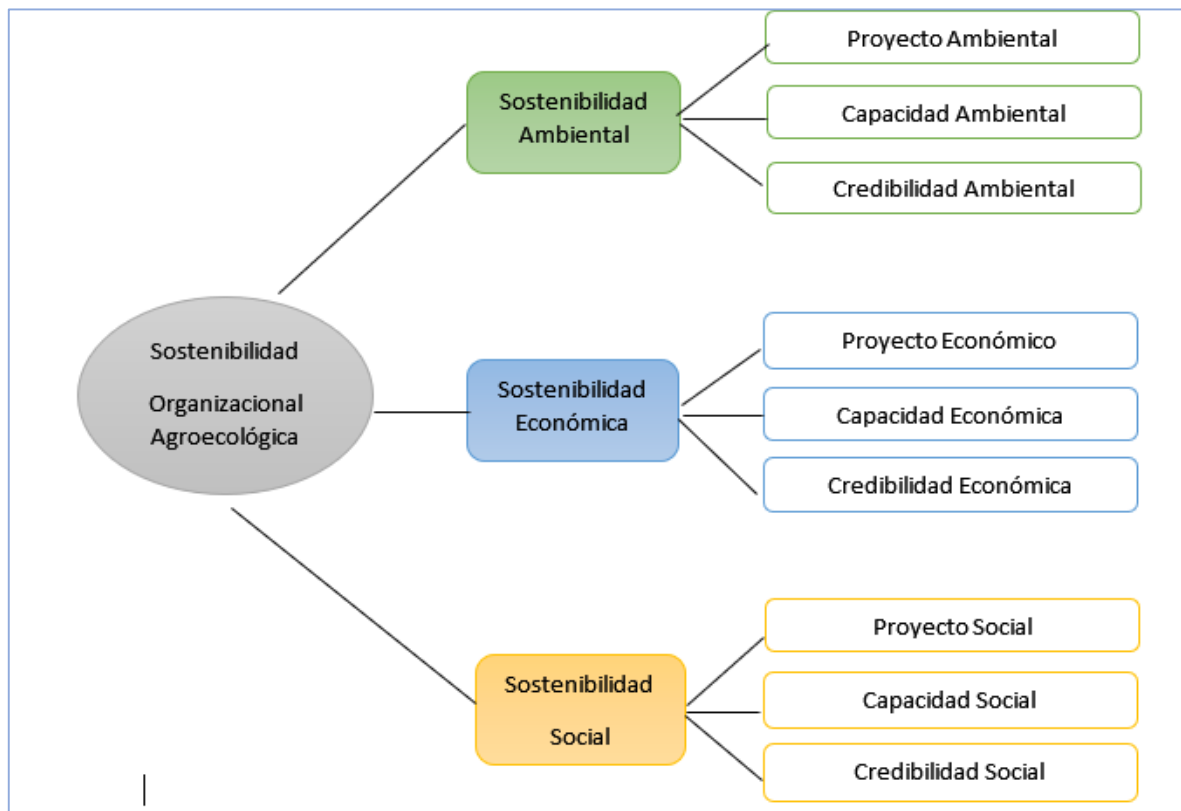 Sostenibilidad
Organizacional
Agroecológica
Sostenibilidad
Ambiental
Proyecto Ambiental
Capacidad Ambiental
Credibilidad Ambiental
Sostenibilidad
Económica
Proyecto Económico
Capacidad Económica
Credibilidad Económica
Sostenibilidad
Social
Proyecto Social
Capacidad Social
Credibilidad Social